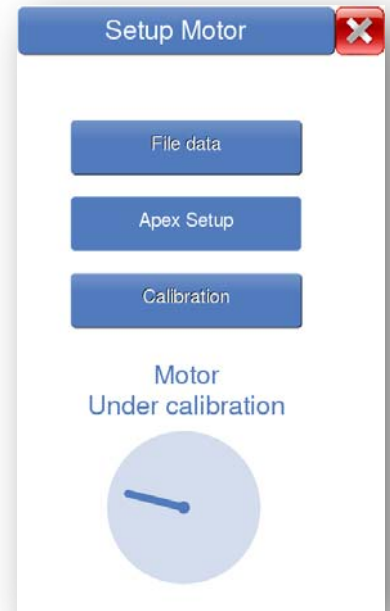 Setup Motor
File data
Apex Setup
Calibration
Motor
Under calibration